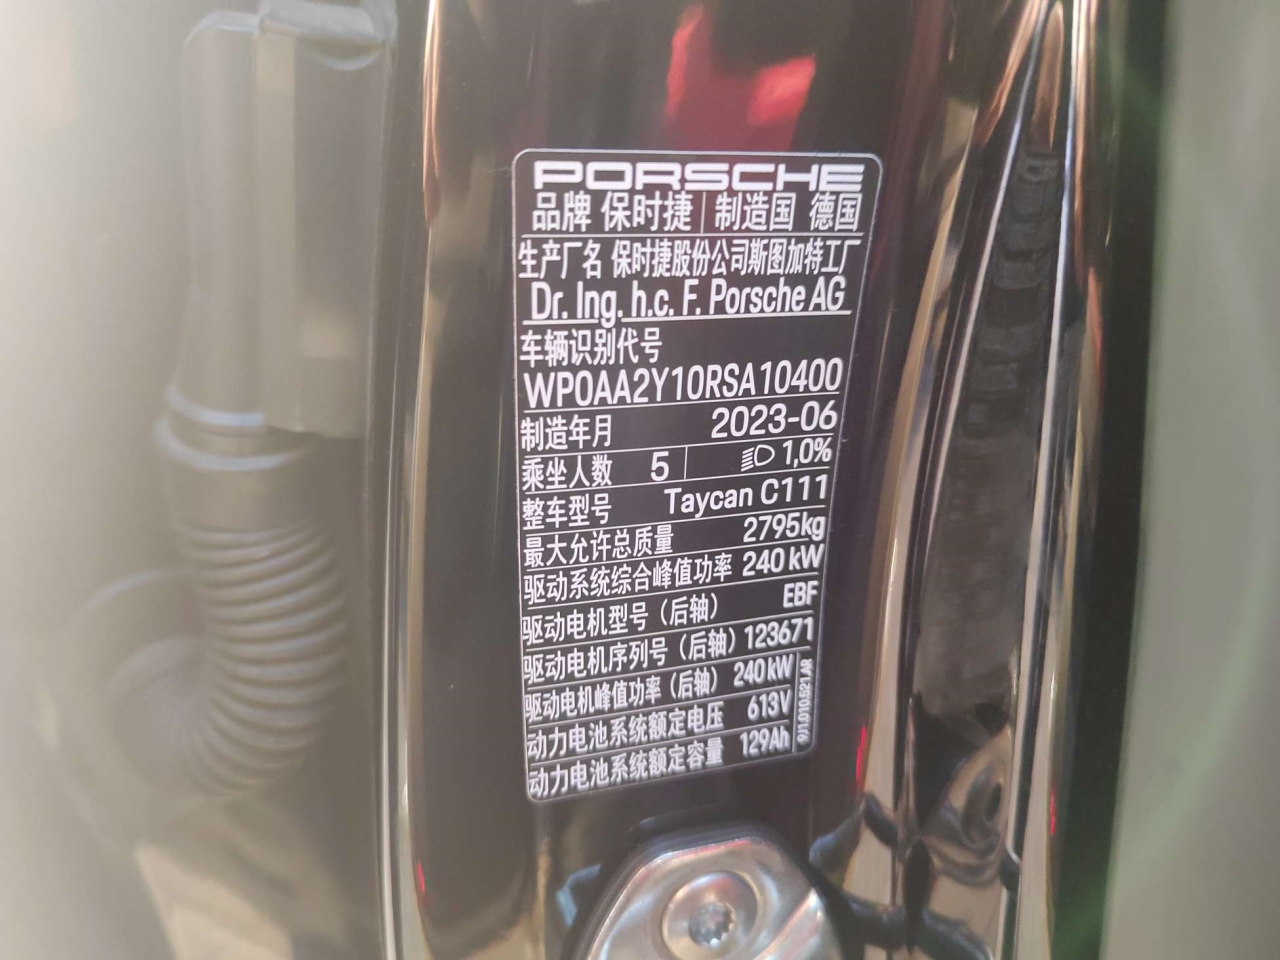 PORSCHE
品牌 保时捷 制造国 德国
生产厂名 保时捷股份公司斯图加特工厂
Dr. Ing. h.c. F. Porsche AG
车辆识别代号
WP0AA2Y10RSA10400
制造年月 2023-06
乘坐人数 5 1,0%
整车型号 Taycan C111
最大允许总质量 2795kg
驱动系统综合峰值功率 240 kW
驱动电机型号（后轴） EBF
驱动电机序列号（后轴） 123671
驱动电机峰值功率（后轴） 240 kW
动力电池系统额定电压 613V
动力电池系统额定容量 129Ah
9J1.010.621.AR